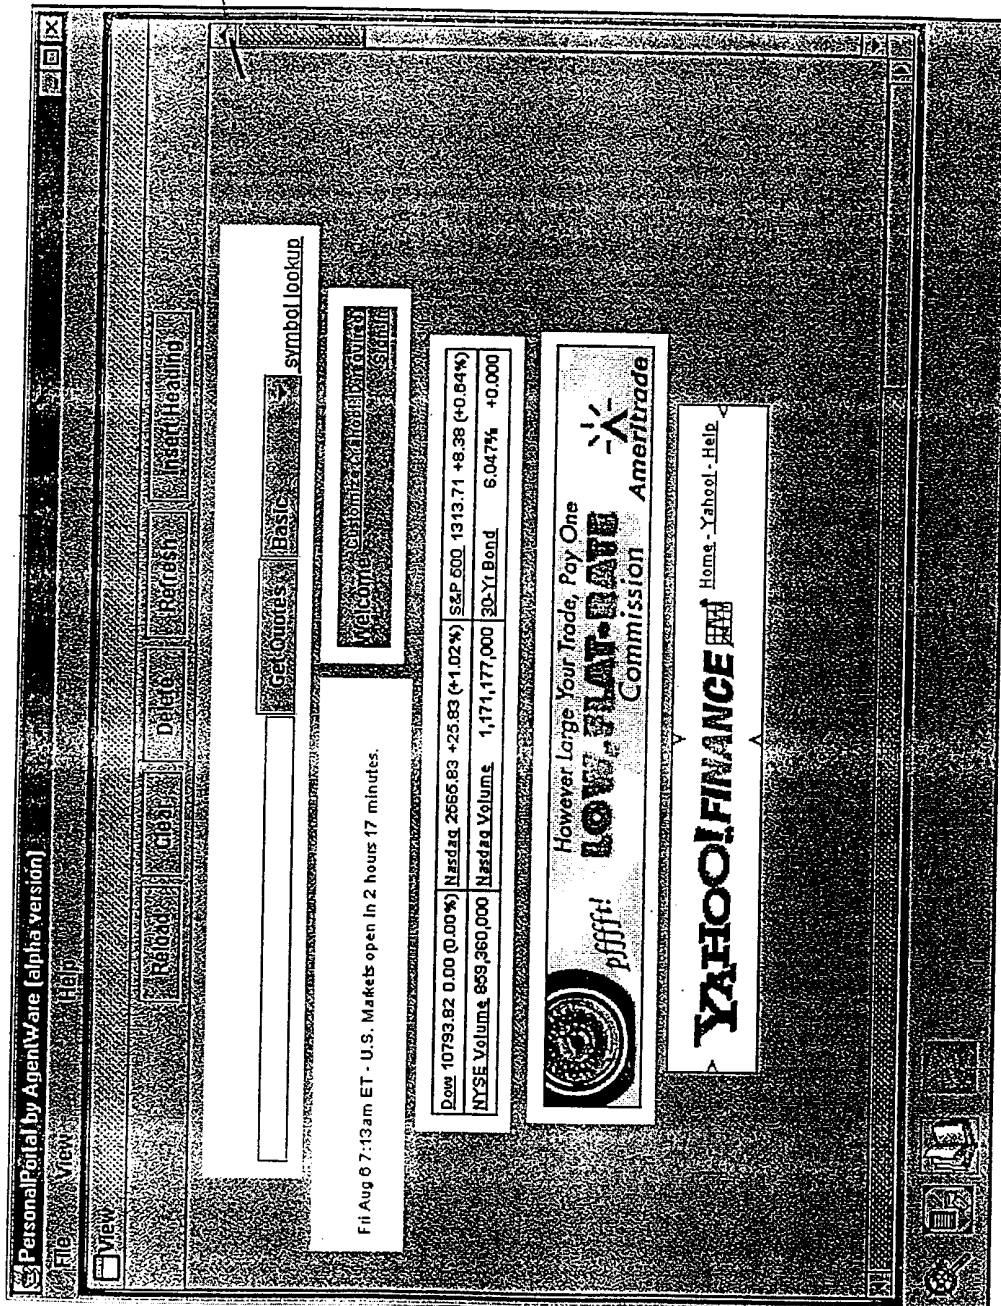 PersonalPortal by AgentWare (alpha version)
File View Help
View
Reload Clear Delete Refresh Insert Heading
Get Quotes Basic symbol lookup
Fri Aug 6 7:13am ET - U.S. Markets open in 2 hours 17 minutes.
Welcome
Dow 10793.82 0.00 (0.00%) Nasdaq 2565.83 +25.83 (+1.02%) S&P 500 1313.71 +8.38 (+0.64%)
NYSE Volume 859,360,000 Nasdaq Volume 1,171,177,000 30-Yr Bond 6.047% +0.000
pfffft! However Large Your Trade, Pay One
LOW, FLAT-RATE
Commission
Ameritrade
YAHOO! FINANCE Home - Yahoo! - Help